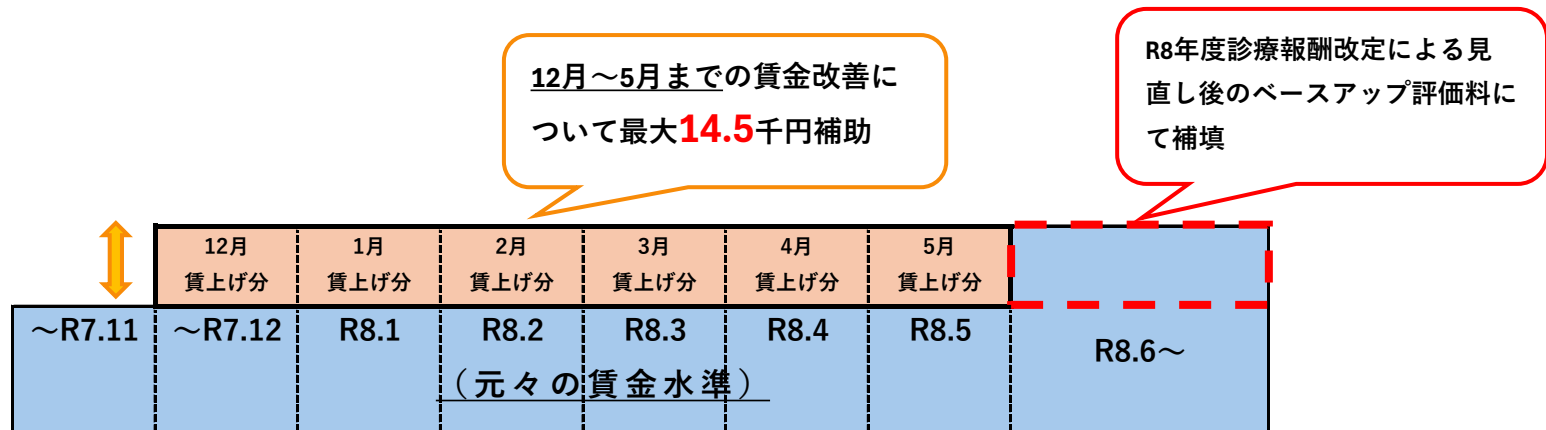 12月～5月までの賃金改善に
ついて最大14.5千円補助
R8年度診療報酬改定による見
直し後のベースアップ評価料に
て補填
12月
賃上げ分
1月
賃上げ分
2月
賃上げ分
3月
賃上げ分
4月
賃上げ分
5月
賃上げ分
～R7.11
～R7.12
R8.1
R8.2
R8.3
R8.4
R8.5
R8.6～
（元々の賃金水準）